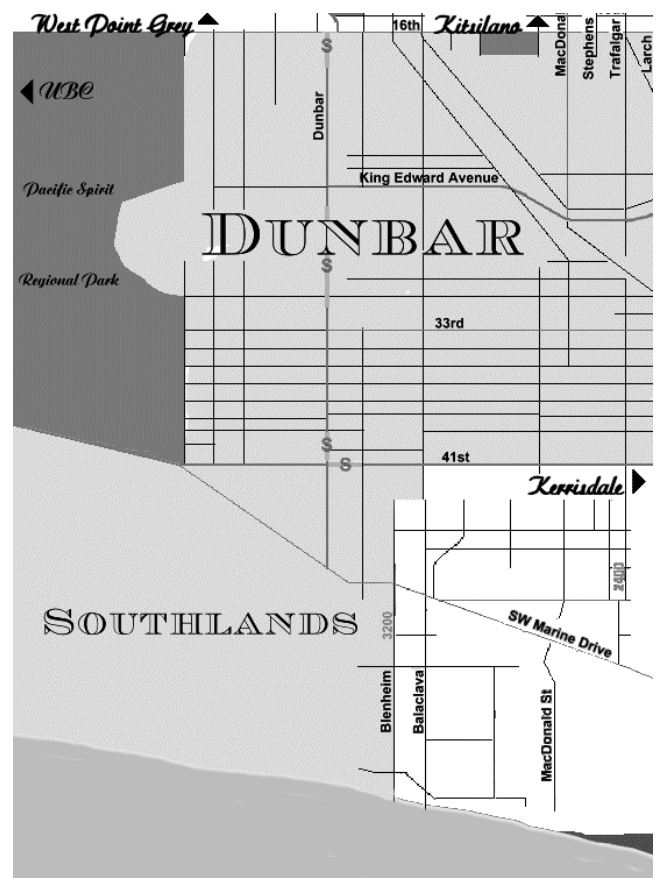 West Point Grey
16th
Kitsilano
MacDona
Stephens
Trafalgar
Larch
UBC
Dunbar
S
King Edward Avenue
Pacific Spirit
DUNBAR
Regional Park
S
33rd
S
S
41st
Kerrisdale
2400
SOUTHLANDS
3200
SW Marine Drive
Blenheim
Balaclava
MacDonald St